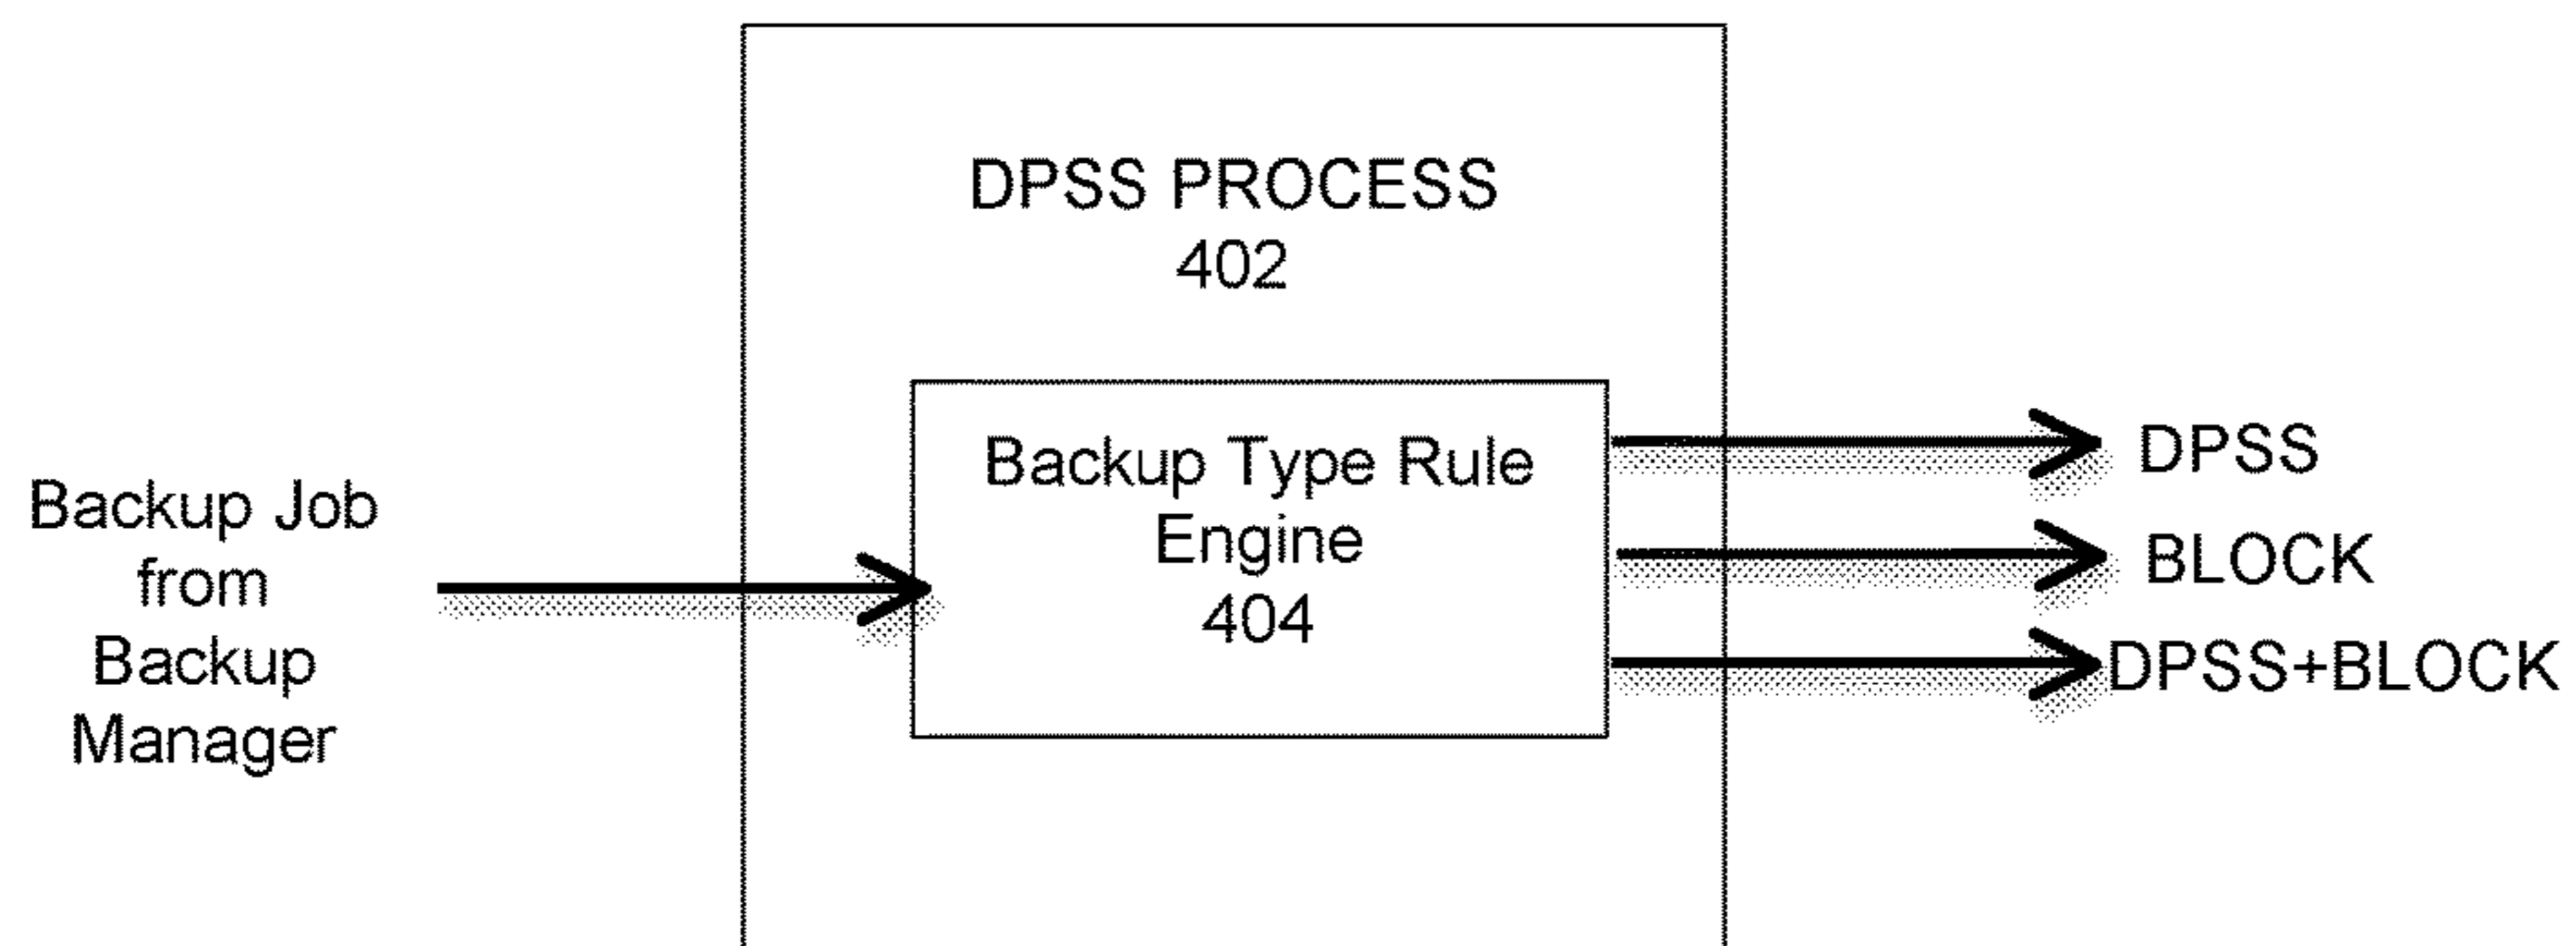 DPSS PROCESS
402
Backup Job
from
Backup
Manager
Backup Type Rule
Engine
404
DPSS
BLOCK
DPSS+BLOCK